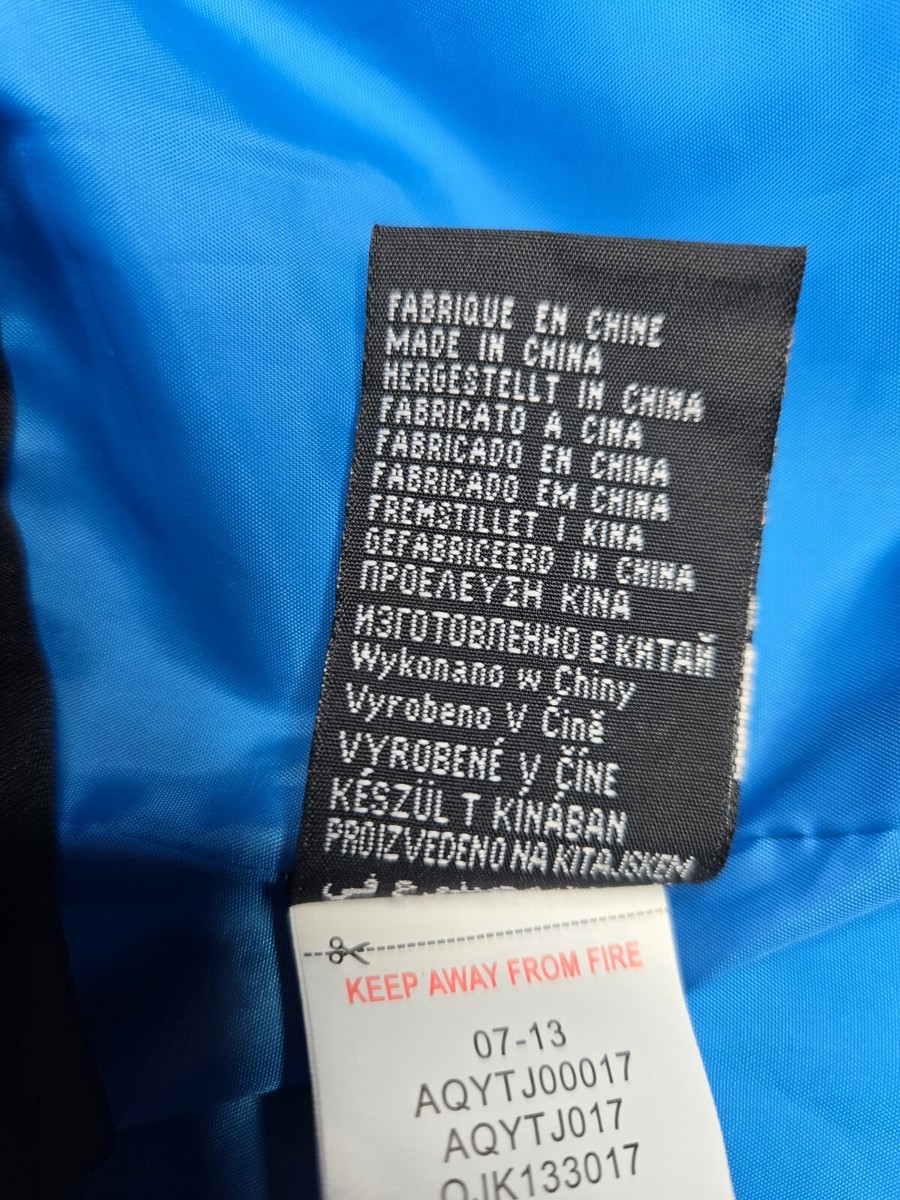 FABRIQUE EN CHINE
MADE IN CHINA
HERGESTELLT IN CHINA
FABRICATO A CINA
FABRICADO EN CHINA
FABRICADO EM CHINA
FREMSTILLET I KINA
GEFABRICEERD IN CHINA
ΠΡΟΕΛΕΥΣΗ ΚΙΝΑ
ИЗГОТОВЛЕННО В КИТАЙ
Wykonano w Chiny
Vyrobeno V Číně
VYROBENÉ V ČÍNE
KÉSZÜL T KÍNÁBAN
PROIZVEDENO NA KITAJSKEM
KEEP AWAY FROM FIRE
07-13
AQYTJ00017
AQYTJ017
QJK133017